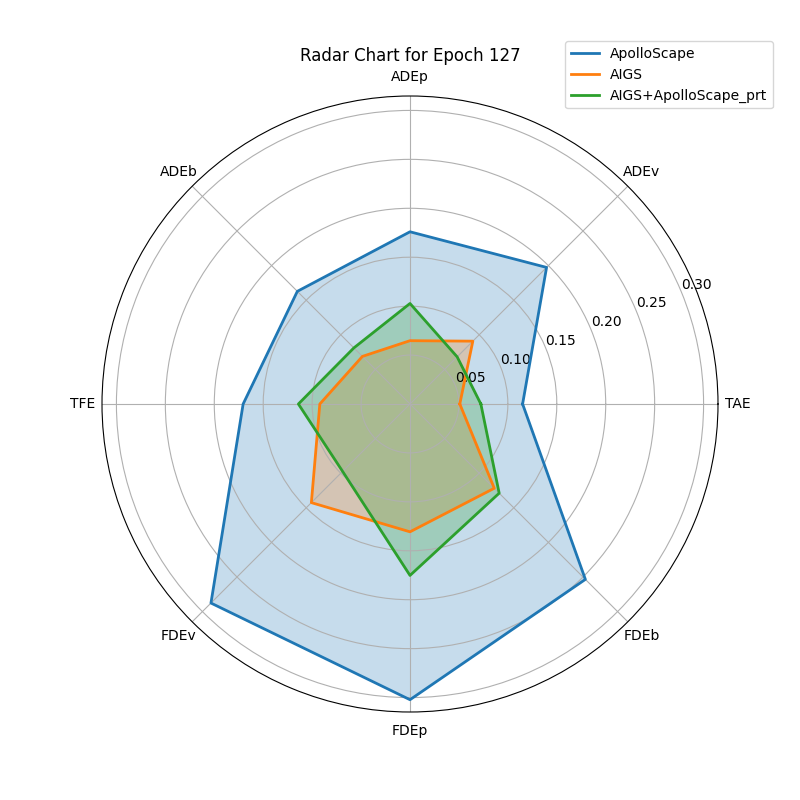 Radar Chart for Epoch 127
ApolloScape
AIGS
AIGS+ApolloScape_prt
ADEp
ADEb
ADEv
0.30
0.25
0.20
0.15
0.10
0.05
TFE
TAE
FDEv
FDEb
FDEp